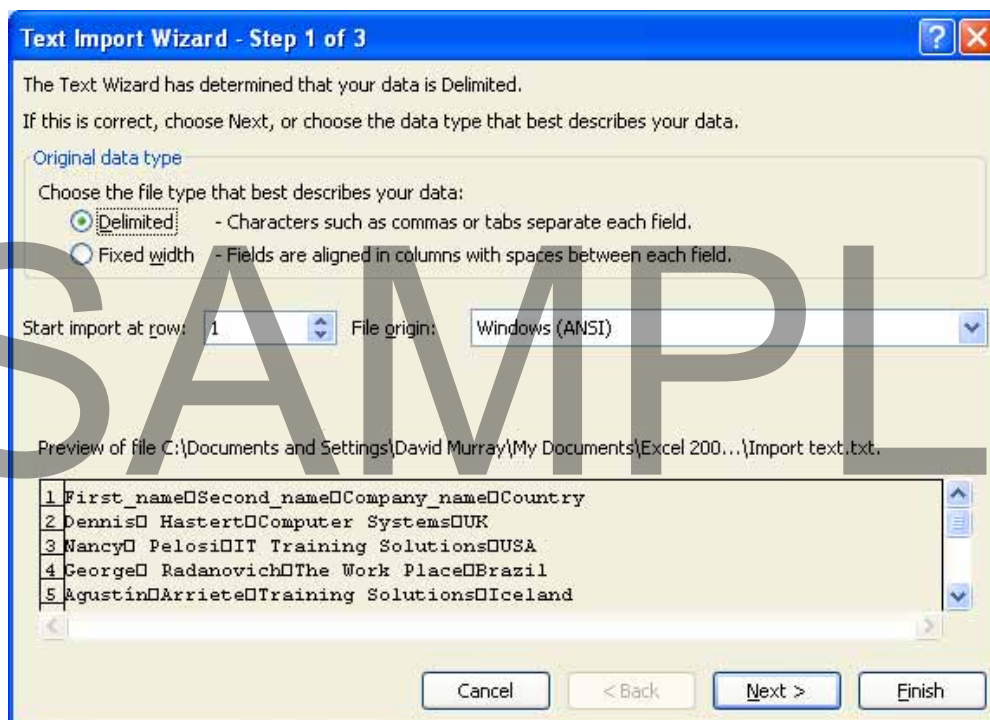 Text Import Wizard - Step 1 of 3
The Text Wizard has determined that your data is Delimited.
If this is correct, choose Next, or choose the data type that best describes your data.
Original data type
Choose the file type that best describes your data:
Delimited - Characters such as commas or tabs separate each field.
Fixed width - Fields are aligned in columns with spaces between each field.
Start import at row: 1 File origin: Windows (ANSI)
SAMPL
Preview of file C:\Documents and Settings\David Murray\My Documents\Excel 200...\Import text.txt.
1 First_name□Second_name□Company_name□Country
2 Dennis□ Hastert□Computer Systems□UK
3 Nancy□ Pelosi□IT Training Solutions□USA
4 George□ Radanovich□The Work Place□Brazil
5 Agustín□Arriete□Training Solutions□Iceland
Cancel < Back Next > Finish